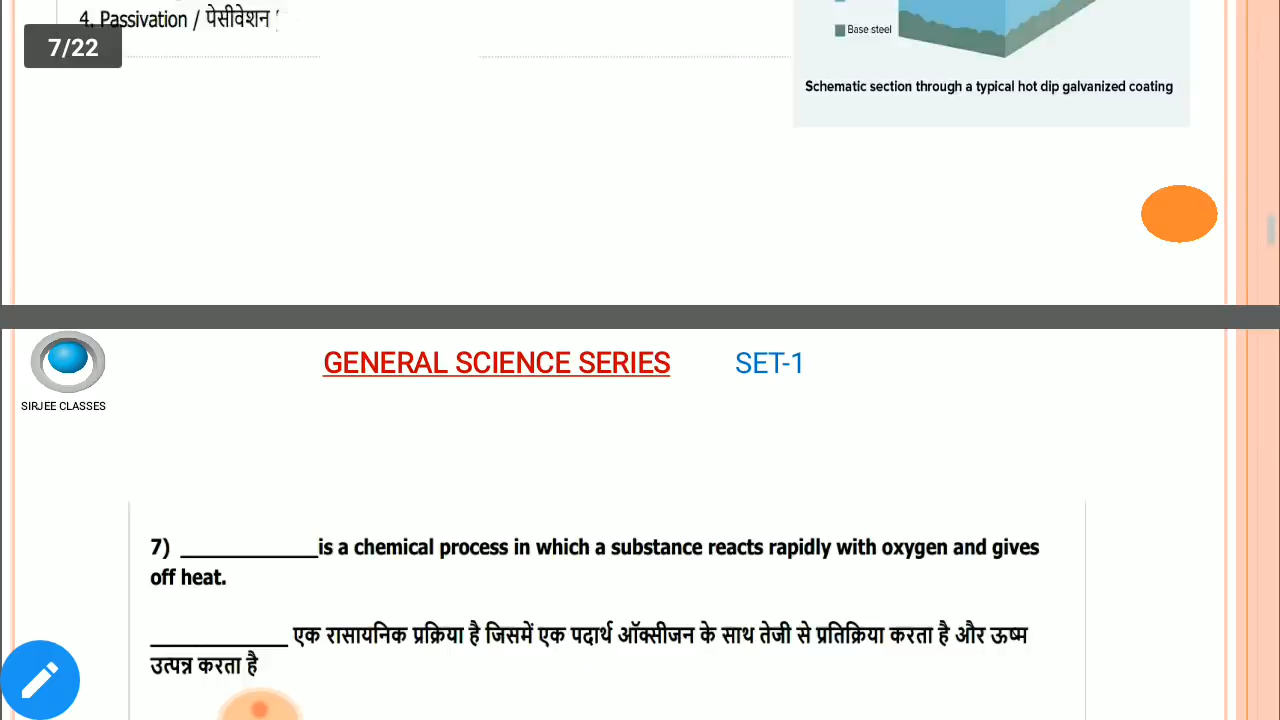 4. Passivation / पेसीवेशन
7/22
Base steel
Schematic section through a typical hot dip galvanized coating
GENERAL SCIENCE SERIES SET-1
SIRJEE CLASSES
7) ____________is a chemical process in which a substance reacts rapidly with oxygen and gives
off heat.
____________ एक रासायनिक प्रक्रिया है जिसमें एक पदार्थ ऑक्सीजन के साथ तेजी से प्रतिक्रिया करता है और ऊष्म
उत्पन्न करता है